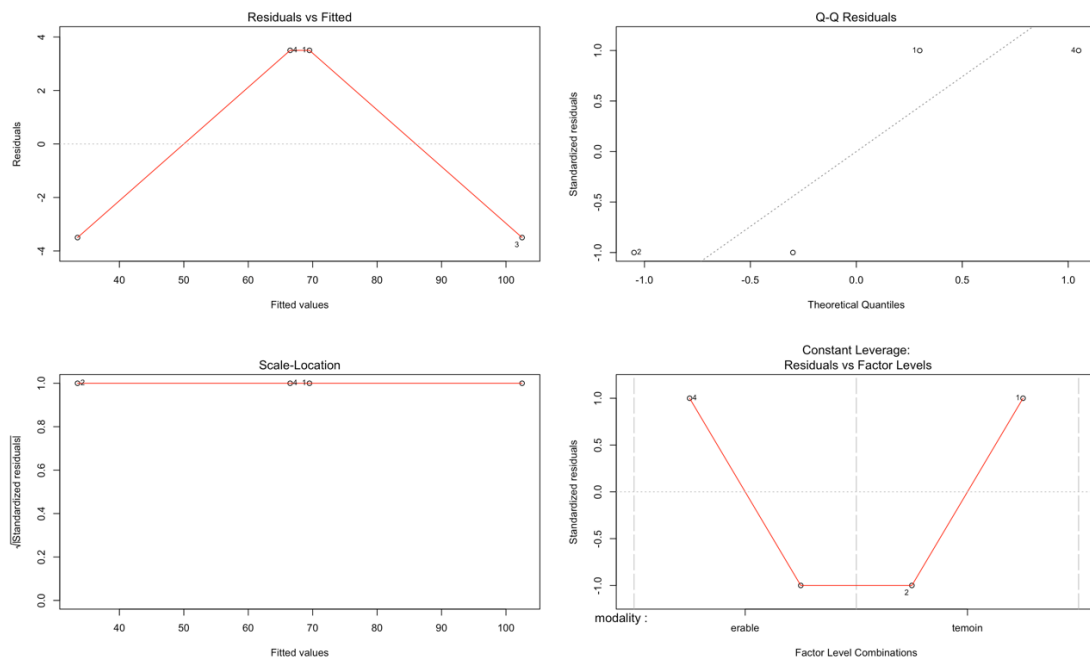 Residuals vs Fitted
4
2
0
-2
-4
Residuals
4
1
3
40 50 60 70 80 90 100
Fitted values
Q-Q Residuals
1.0
0.5
0.0
-0.5
-1.0
Standardized residuals
1
4
2
-1.0 -0.5 0.0 0.5 1.0
Theoretical Quantiles
Scale-Location
1.0
0.8
0.6
0.4
0.2
0.0
√|Standardized residuals|
2
4
1
40 50 60 70 80 90 100
Fitted values
Constant Leverage:
Residuals vs Factor Levels
1.0
0.5
0.0
-0.5
-1.0
Standardized residuals
4
1
2
modality :
erable temoin
Factor Level Combinations